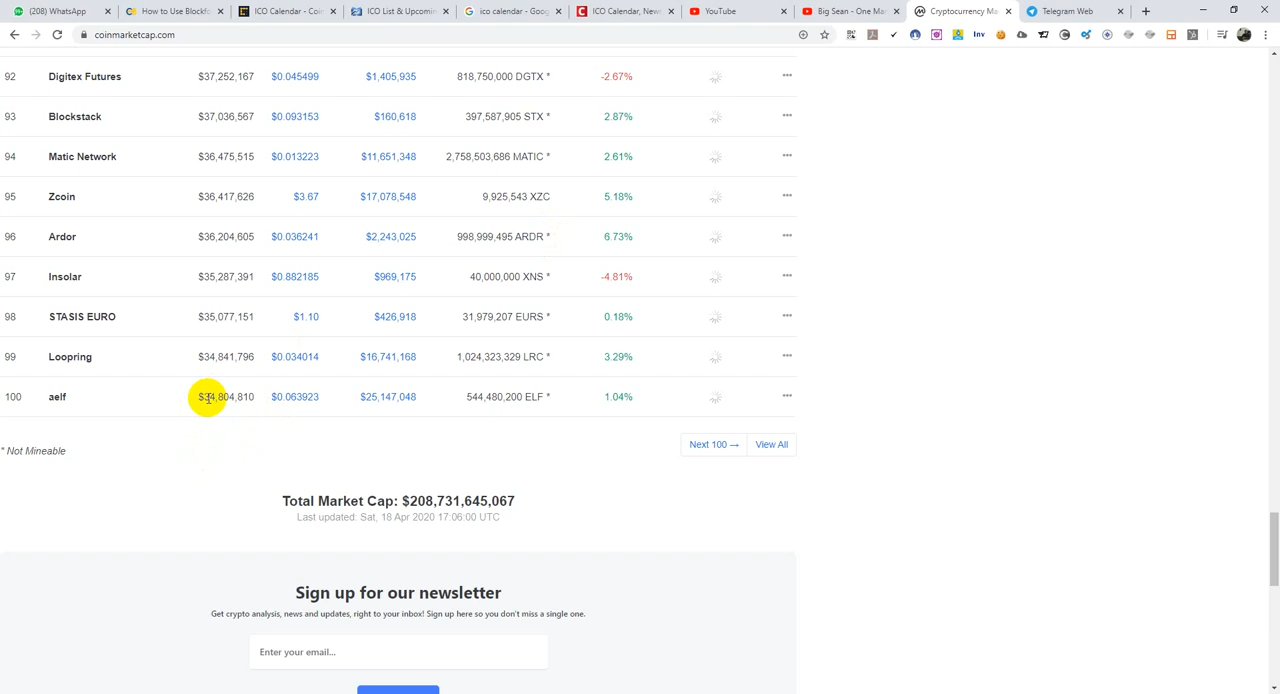 (208) WhatsApp
How to Use Blockfo
ICO Calendar - Coin
ICO List & Upcomin
ico calendar - Goog
ICO Calendar, News
YouTube
Big Sean - One Man
Cryptocurrency Ma
Telegram Web
coinmarketcap.com
Inv
92 Digitex Futures $37,252,167 $0.045499 $1,405,935 818,750,000 DGTX * -2.67%
93 Blockstack $37,036,567 $0.093153 $160,618 397,587,905 STX * 2.87%
94 Matic Network $36,475,515 $0.013223 $11,651,348 2,758,503,686 MATIC * 2.61%
95 Zcoin $36,417,626 $3.67 $17,078,548 9,925,543 XZC 5.18%
96 Ardor $36,204,605 $0.036241 $2,243,025 998,999,495 ARDR * 6.73%
97 Insolar $35,287,391 $0.882185 $969,175 40,000,000 XNS * -4.81%
98 STASIS EURO $35,077,151 $1.10 $426,918 31,979,207 EURS * 0.18%
99 Loopring $34,841,796 $0.034014 $16,741,168 1,024,323,329 LRC * 3.29%
100 aelf $34,804,810 $0.063923 $25,147,048 544,480,200 ELF * 1.04%
* Not Mineable
Next 100 → View All
Total Market Cap: $208,731,645,067
Last updated: Sat, 18 Apr 2020 17:06:00 UTC
Sign up for our newsletter
Get crypto analysis, news and updates, right to your inbox! Sign up here so you don't miss a single one.
Enter your email...